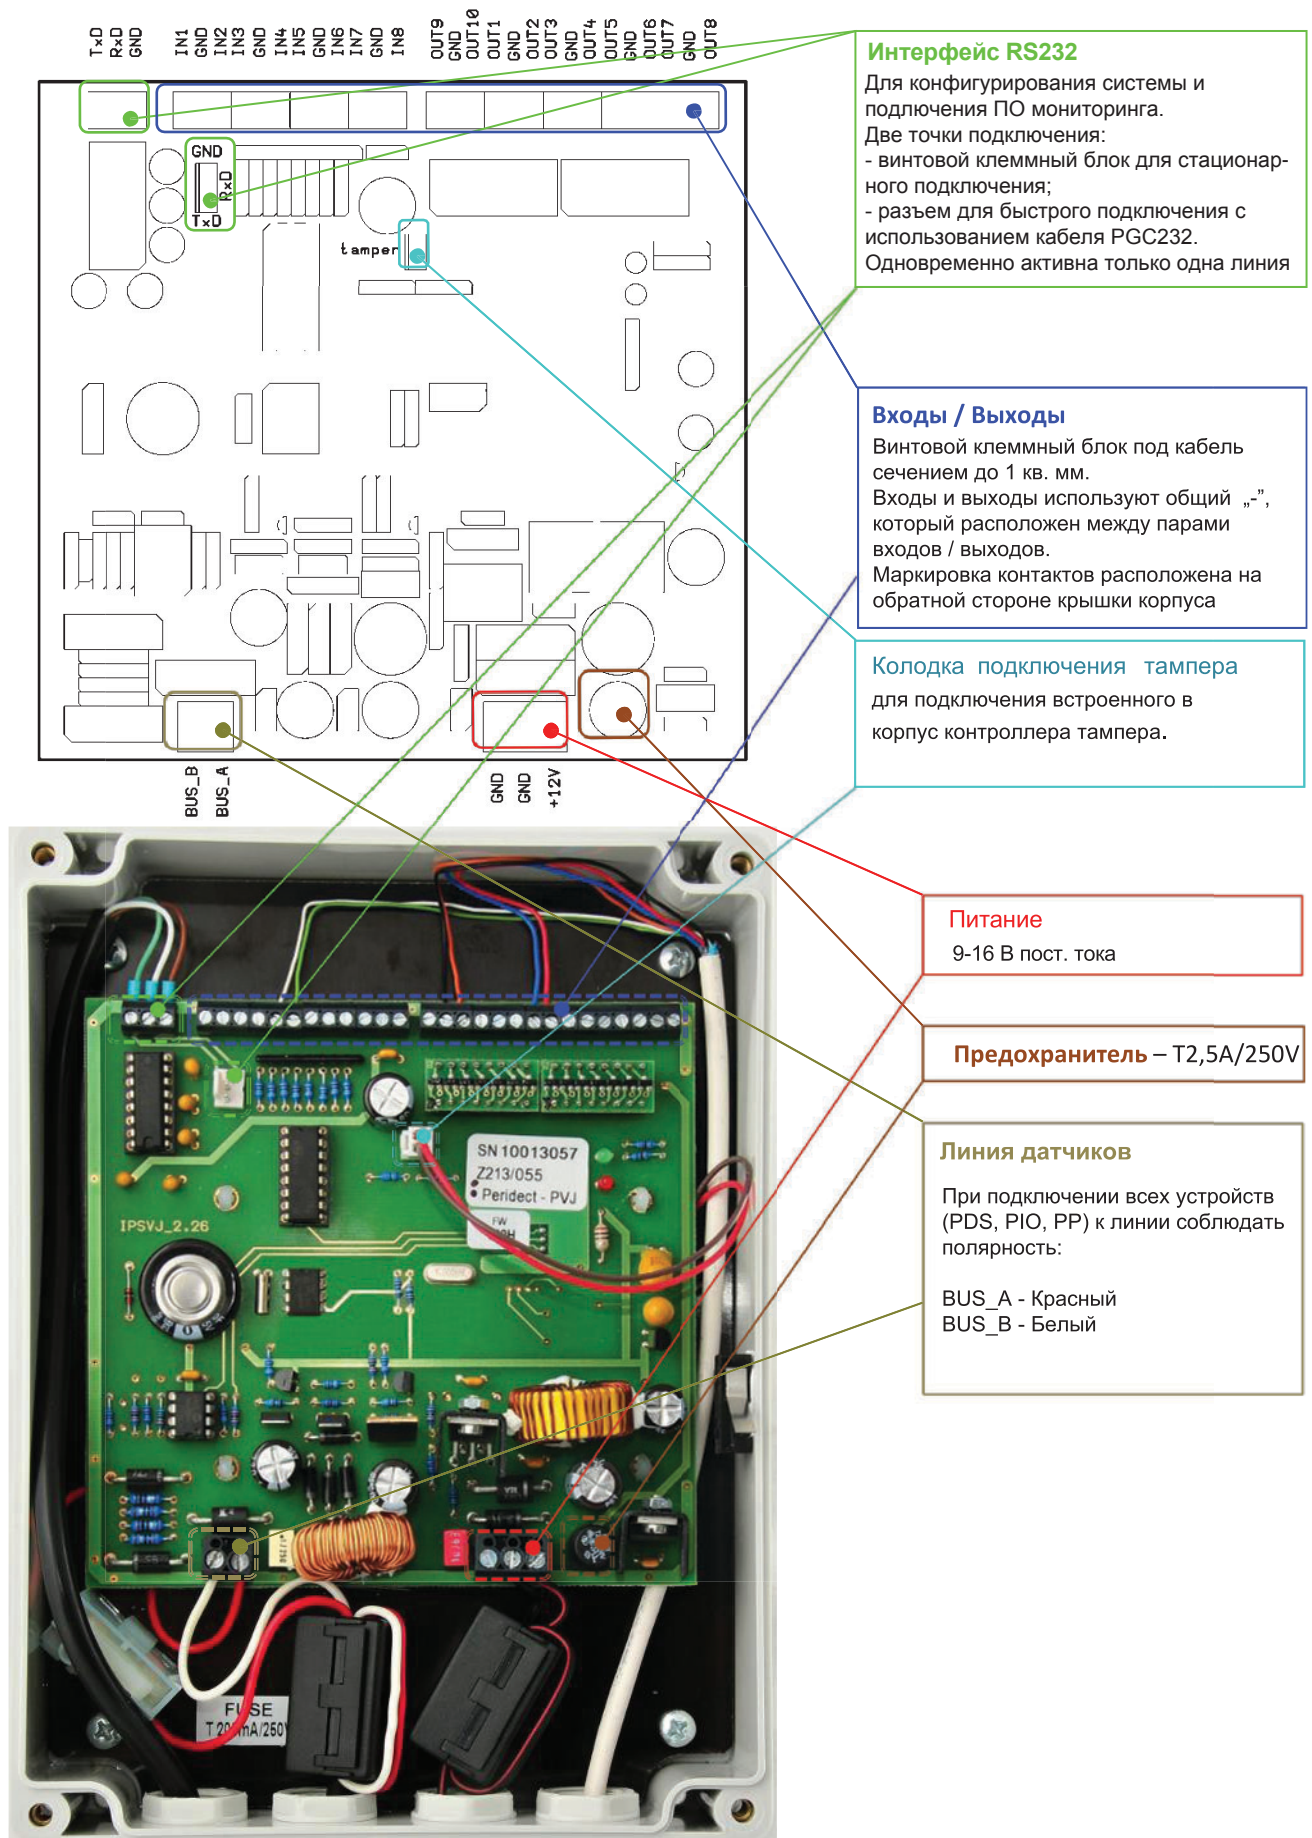 TxD
RxD
GND
IN1
GND
IN2
IN3
GND
IN4
IN5
GND
IN6
IN7
GND
IN8
OUT9
GND
OUT10
OUT1
GND
OUT2
OUT3
GND
OUT4
OUT5
GND
OUT6
OUT7
GND
OUT8
GND
RxD
TxD
tamper
BUS_B
BUS_A
GND
GND
+12V
Интерфейс RS232
Для конфигурирования системы и
подлючения ПО мониторинга.
Две точки подключения:
- винтовой клеммный блок для стационар-
ного подключения;
- разъем для быстрого подключения с
использованием кабеля PGC232.
Одновременно активна только одна линия
Входы / Выходы
Винтовой клеммный блок под кабель
сечением до 1 кв. мм.
Входы и выходы используют общий „-”,
который расположен между парами
входов / выходов.
Маркировка контактов расположена на
обратной стороне крышки корпуса
Колодка подключения тампера
для подключения встроенного в
корпус контроллера тампера.
Питание
9-16 В пост. тока
Предохранитель – T2,5A/250V
Линия датчиков
При подключении всех устройств
(PDS, PIO, PP) к линии соблюдать
полярность:
BUS_A - Красный
BUS_B - Белый
SN 10013057
Z213/055
Peridect - PVJ
FW
IPSVJ_2.26
FUSE